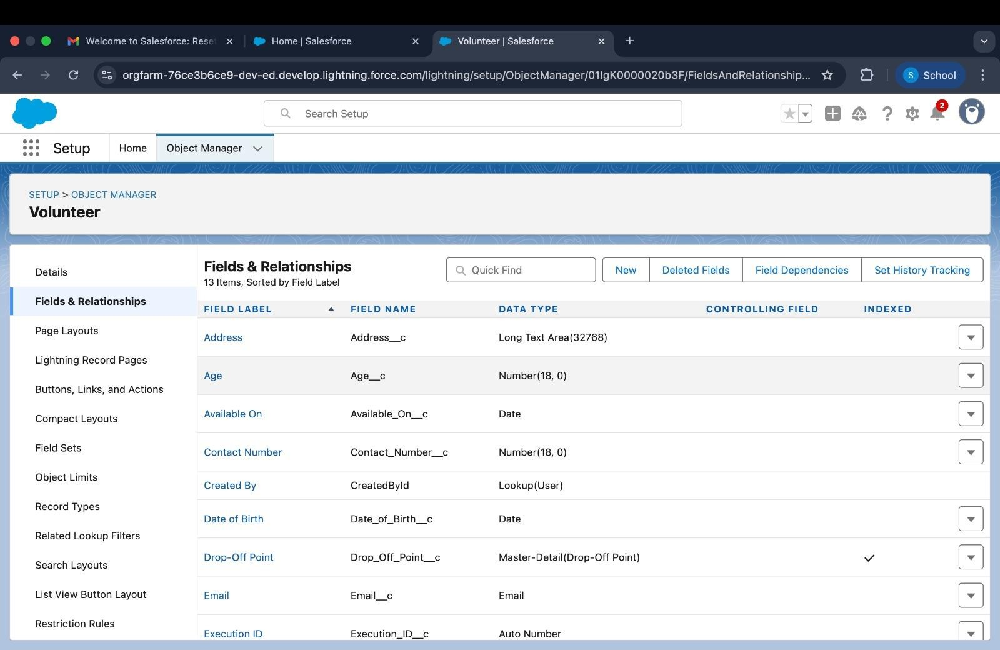 Welcome to Salesforce: Rese
Home | Salesforce
Volunteer | Salesforce
orgfarm-76ce3b6ce9-dev-ed.develop.lightning.force.com/lightning/setup/ObjectManager/01IgK0000020b3F/FieldsAndRelationship...
S School
Search Setup
2
Setup
Home
Object Manager
SETUP > OBJECT MANAGER
Volunteer
Details
Fields & Relationships
Page Layouts
Lightning Record Pages
Buttons, Links, and Actions
Compact Layouts
Field Sets
Object Limits
Record Types
Related Lookup Filters
Search Layouts
List View Button Layout
Restriction Rules
Fields & Relationships
13 Items, Sorted by Field Label
Quick Find
New
Deleted Fields
Field Dependencies
Set History Tracking
FIELD LABEL FIELD NAME DATA TYPE CONTROLLING FIELD INDEXED
Address Address__c Long Text Area(32768)
Age Age__c Number(18, 0)
Available On Available_On__c Date
Contact Number Contact_Number__c Number(18, 0)
Created By CreatedById Lookup(User)
Date of Birth Date_of_Birth__c Date
Drop-Off Point Drop_Off_Point__c Master-Detail(Drop-Off Point)
Email Email__c Email
Execution ID Execution_ID__c Auto Number